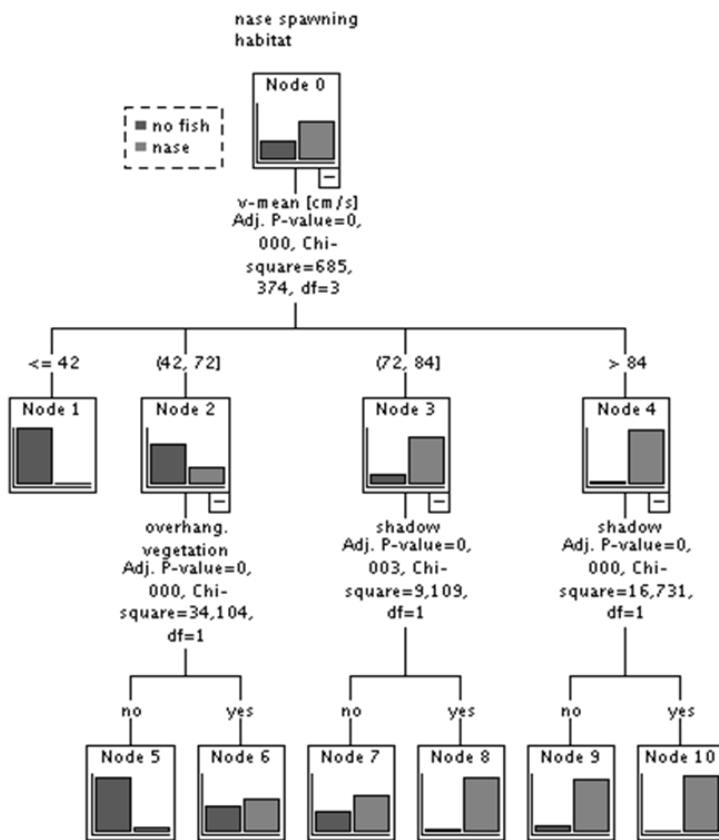 nase spawning
habitat
Node 0
no fish
nase
v-mean [cm/s]
Adj. P-value=0,
000, Chi-
square=685,
374, df=3
<= 42
(42, 72]
(72, 84]
> 84
Node 1
Node 2
Node 3
Node 4
overhang.
vegetation
Adj. P-value=0,
000, Chi-
square=34,104,
df=1
shadow
Adj. P-value=0,
003, Chi-
square=9,109,
df=1
shadow
Adj. P-value=0,
000, Chi-
square=16,731,
df=1
no
yes
no
yes
no
yes
Node 5
Node 6
Node 7
Node 8
Node 9
Node 10